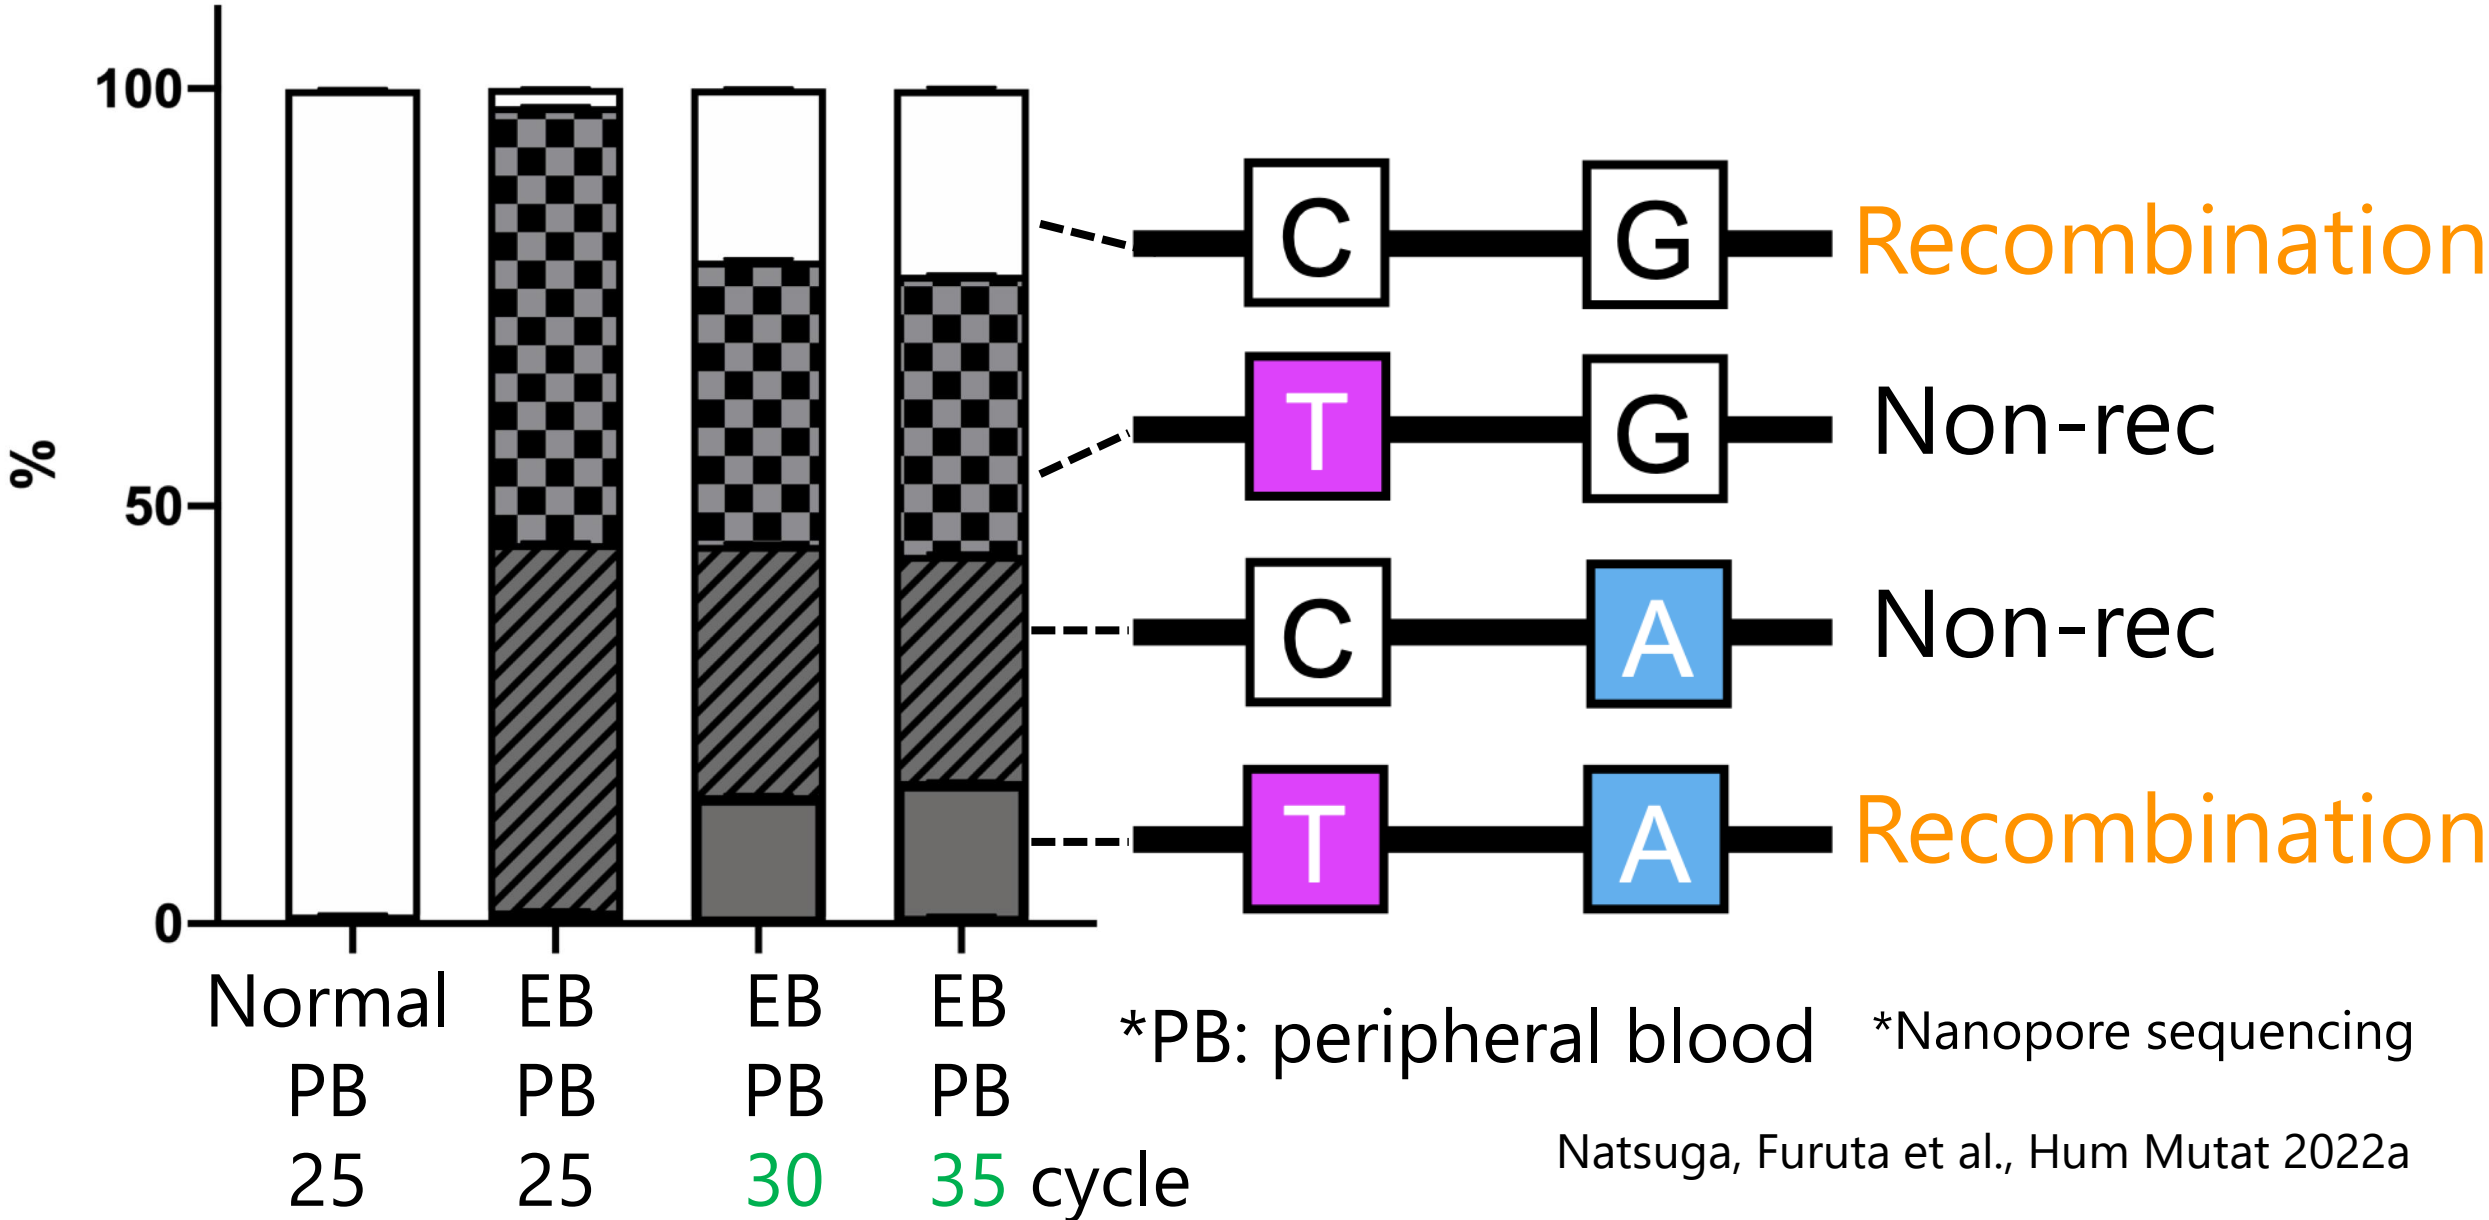 100
50
0
%
C G Recombination
T G Non-rec
C A Non-rec
T A Recombination
Normal EB EB EB
PB PB PB PB
25 25 30 35 cycle
*PB: peripheral blood
*Nanopore sequencing
Natsuga, Furuta et al., Hum Mutat 2022a